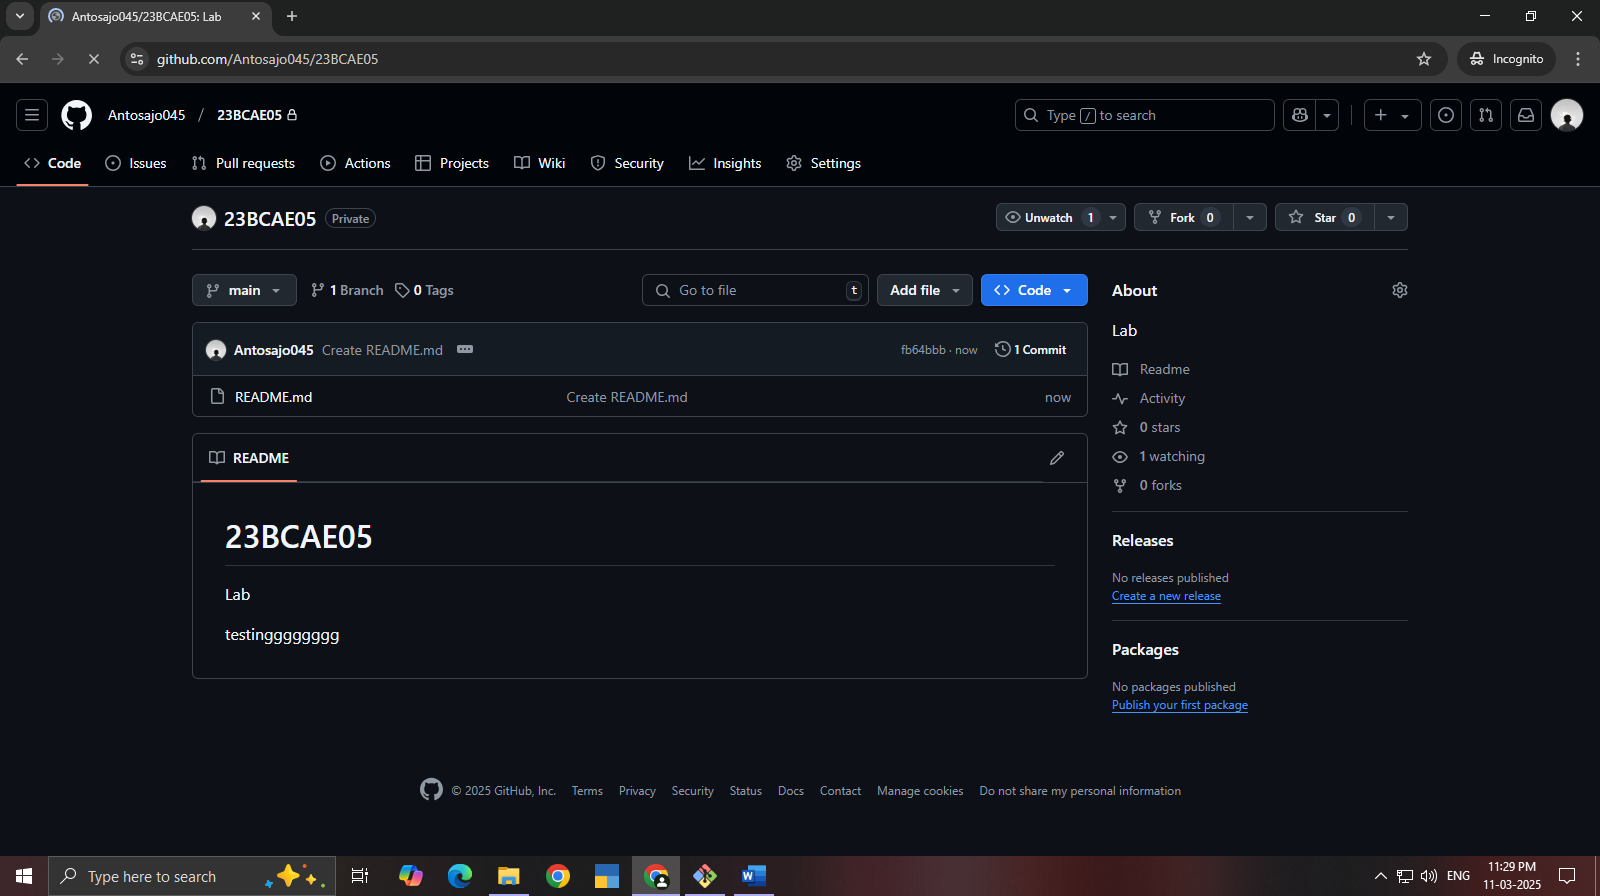 Antosajo045/23BCAE05: Lab
github.com/Antosajo045/23BCAE05
Incognito
Antosajo045 / 23BCAE05
Type / to search
Code
Issues
Pull requests
Actions
Projects
Wiki
Security
Insights
Settings
23BCAE05 Private
Unwatch 1
Fork 0
Star 0
main
1 Branch
0 Tags
Go to file t
Add file
Code
Antosajo045 Create README.md
fb64bbb · now
1 Commit
README.md Create README.md now
README
23BCAE05
Lab
testinggggggggg
About
Lab
Readme
Activity
0 stars
1 watching
0 forks
Releases
No releases published
Create a new release
Packages
No packages published
Publish your first package
© 2025 GitHub, Inc. Terms Privacy Security Status Docs Contact Manage cookies Do not share my personal information
Type here to search
ENG
11:29 PM
11-03-2025